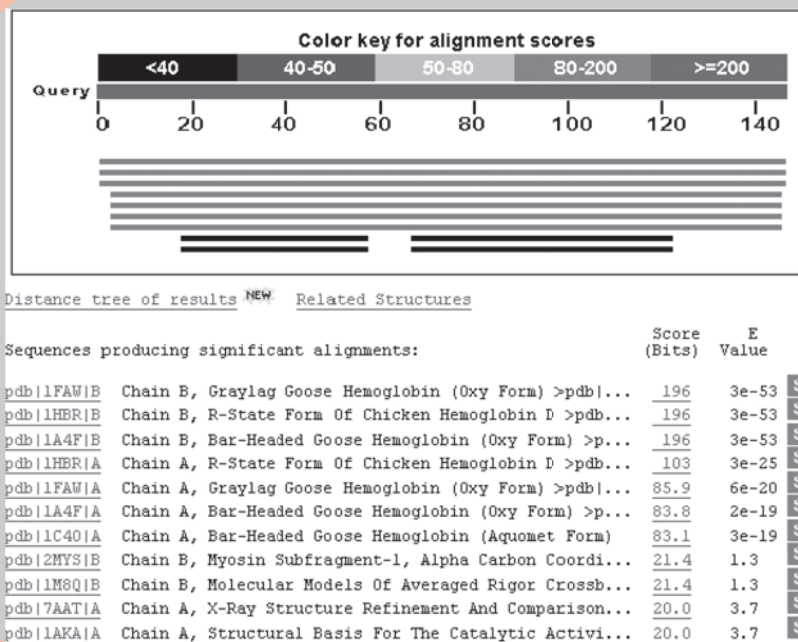 Color key for alignment scores
<40 40-50 50-80 80-200 >=200
Query
0 20 40 60 80 100 120 140
Distance tree of results NEW Related Structures
Score E
Sequences producing significant alignments: (Bits) Value
pdb|1FAW|B Chain B, Graylag Goose Hemoglobin (Oxy Form) >pdb|... 196 3e-53
pdb|1HBR|B Chain B, R-State Form Of Chicken Hemoglobin D >pdb... 196 3e-53
pdb|1A4F|B Chain B, Bar-Headed Goose Hemoglobin (Oxy Form) >p... 196 3e-53
pdb|1HBR|A Chain A, R-State Form Of Chicken Hemoglobin D >pdb... 103 3e-25
pdb|1FAW|A Chain A, Graylag Goose Hemoglobin (Oxy Form) >pdb|... 85.9 6e-20
pdb|1A4F|A Chain A, Bar-Headed Goose Hemoglobin (Oxy Form) >p... 83.8 2e-19
pdb|1C40|A Chain A, Bar-Headed Goose Hemoglobin (Aquomet Form) 83.1 3e-19
pdb|2MYS|B Chain B, Myosin Subfragment-1, Alpha Carbon Coordi... 21.4 1.3
pdb|1M8Q|B Chain B, Molecular Models Of Averaged Rigor Crossb... 21.4 1.3
pdb|7AAT|A Chain A, X-Ray Structure Refinement And Comparison... 20.0 3.7
pdb|1AKA|A Chain A, Structural Basis For The Catalytic Activi... 20.0 3.7